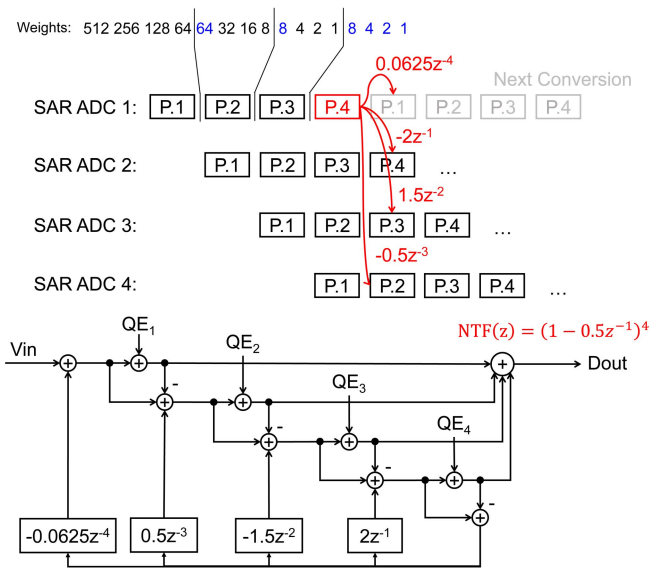 Weights: 512 256 128 64 64 32 16 8 8 4 2 1 8 4 2 1
0.0625z-4
Next Conversion
SAR ADC 1: P.1 P.2 P.3 P.4 P.1 P.2 P.3 P.4
-2z-1
SAR ADC 2: P.1 P.2 P.3 P.4 ...
1.5z-2
SAR ADC 3: P.1 P.2 P.3 P.4 ...
-0.5z-3
SAR ADC 4: P.1 P.2 P.3 P.4 ...
QE1
NTF(z) = (1 − 0.5z−1)4
Vin
QE2
Dout
+ + +
-
QE3
+ +
-
QE4
+ +
-
+ +
-
+
-0.0625z-4 0.5z-3 -1.5z-2 2z-1